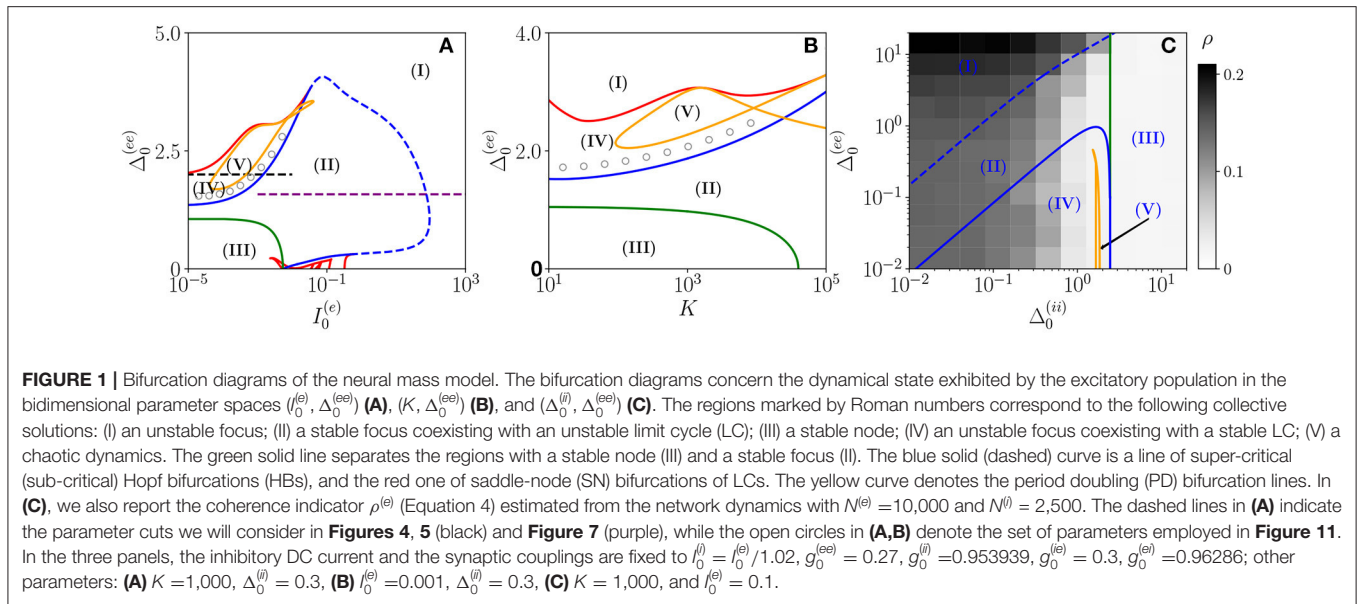 5.0
A
(I)
Δ₀⁽ᵉᵉ⁾
2.5
(V)
(II)
(IV)
(III)
0
10⁻⁵
10⁻¹
10³
I₀⁽ᵉ⁾
4.0
B
(I)
(V)
Δ₀⁽ᵉᵉ⁾
2.0
(IV)
(II)
(III)
0
10¹
10³
10⁵
K
10¹
(I)
C
10⁰
Δ₀⁽ᵉᵉ⁾
(III)
(II)
10⁻¹
(IV)
(V)
10⁻²
10⁻²
10⁻¹
10⁰
10¹
Δ₀⁽ⁱⁱ⁾
ρ
0.2
0.1
0
FIGURE 1 | Bifurcation diagrams of the neural mass model. The bifurcation diagrams concern the dynamical state exhibited by the excitatory population in the
bidimensional parameter spaces (I₀⁽ᵉ⁾, Δ₀⁽ᵉᵉ⁾) (A), (K, Δ₀⁽ᵉᵉ⁾) (B), and (Δ₀⁽ⁱⁱ⁾, Δ₀⁽ᵉᵉ⁾) (C). The regions marked by Roman numbers correspond to the following collective
solutions: (I) an unstable focus; (II) a stable focus coexisting with an unstable limit cycle (LC); (III) a stable node; (IV) an unstable focus coexisting with a stable LC; (V) a
chaotic dynamics. The green solid line separates the regions with a stable node (III) and a stable focus (II). The blue solid (dashed) curve is a line of super-critical
(sub-critical) Hopf bifurcations (HBs), and the red one of saddle-node (SN) bifurcations of LCs. The yellow curve denotes the period doubling (PD) bifurcation lines. In
(C), we also report the coherence indicator ρ⁽ᵉ⁾ (Equation 4) estimated from the network dynamics with N⁽ᵉ⁾ =10,000 and N⁽ⁱ⁾ = 2,500. The dashed lines in (A) indicate
the parameter cuts we will consider in Figures 4, 5 (black) and Figure 7 (purple), while the open circles in (A,B) denote the set of parameters employed in Figure 11.
In the three panels, the inhibitory DC current and the synaptic couplings are fixed to I₀⁽ⁱ⁾ = I₀⁽ᵉ⁾/1.02, g₀⁽ᵉᵉ⁾ = 0.27, g₀⁽ⁱⁱ⁾ =0.953939, g₀⁽ⁱᵉ⁾ = 0.3, g₀⁽ᵉⁱ⁾ =0.96286; other
parameters: (A) K =1,000, Δ₀⁽ⁱⁱ⁾ = 0.3, (B) I₀⁽ᵉ⁾ =0.001, Δ₀⁽ⁱⁱ⁾ = 0.3, (C) K = 1,000, and I₀⁽ᵉ⁾ = 0.1.